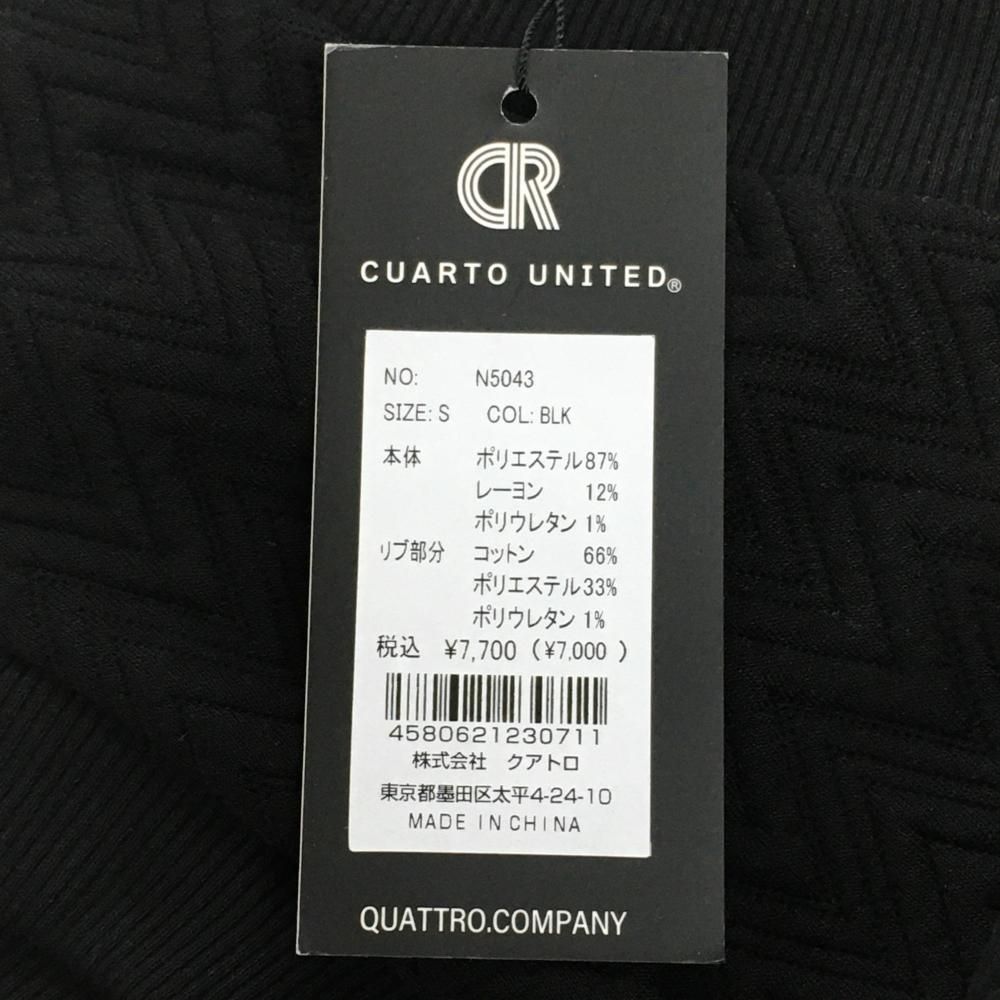 CR
CUARTO UNITED®
NO: N5043
SIZE: S COL: BLK
本体 ポリエステル87%
レーヨン 12%
ポリウレタン 1%
リブ部分 コットン 66%
ポリエステル33%
ポリウレタン 1%
税込 ¥7,700 (¥7,000 )
4580621230711
株式会社 クアトロ
東京都墨田区太平4-24-10
MADE IN CHINA
QUATTRO.COMPANY